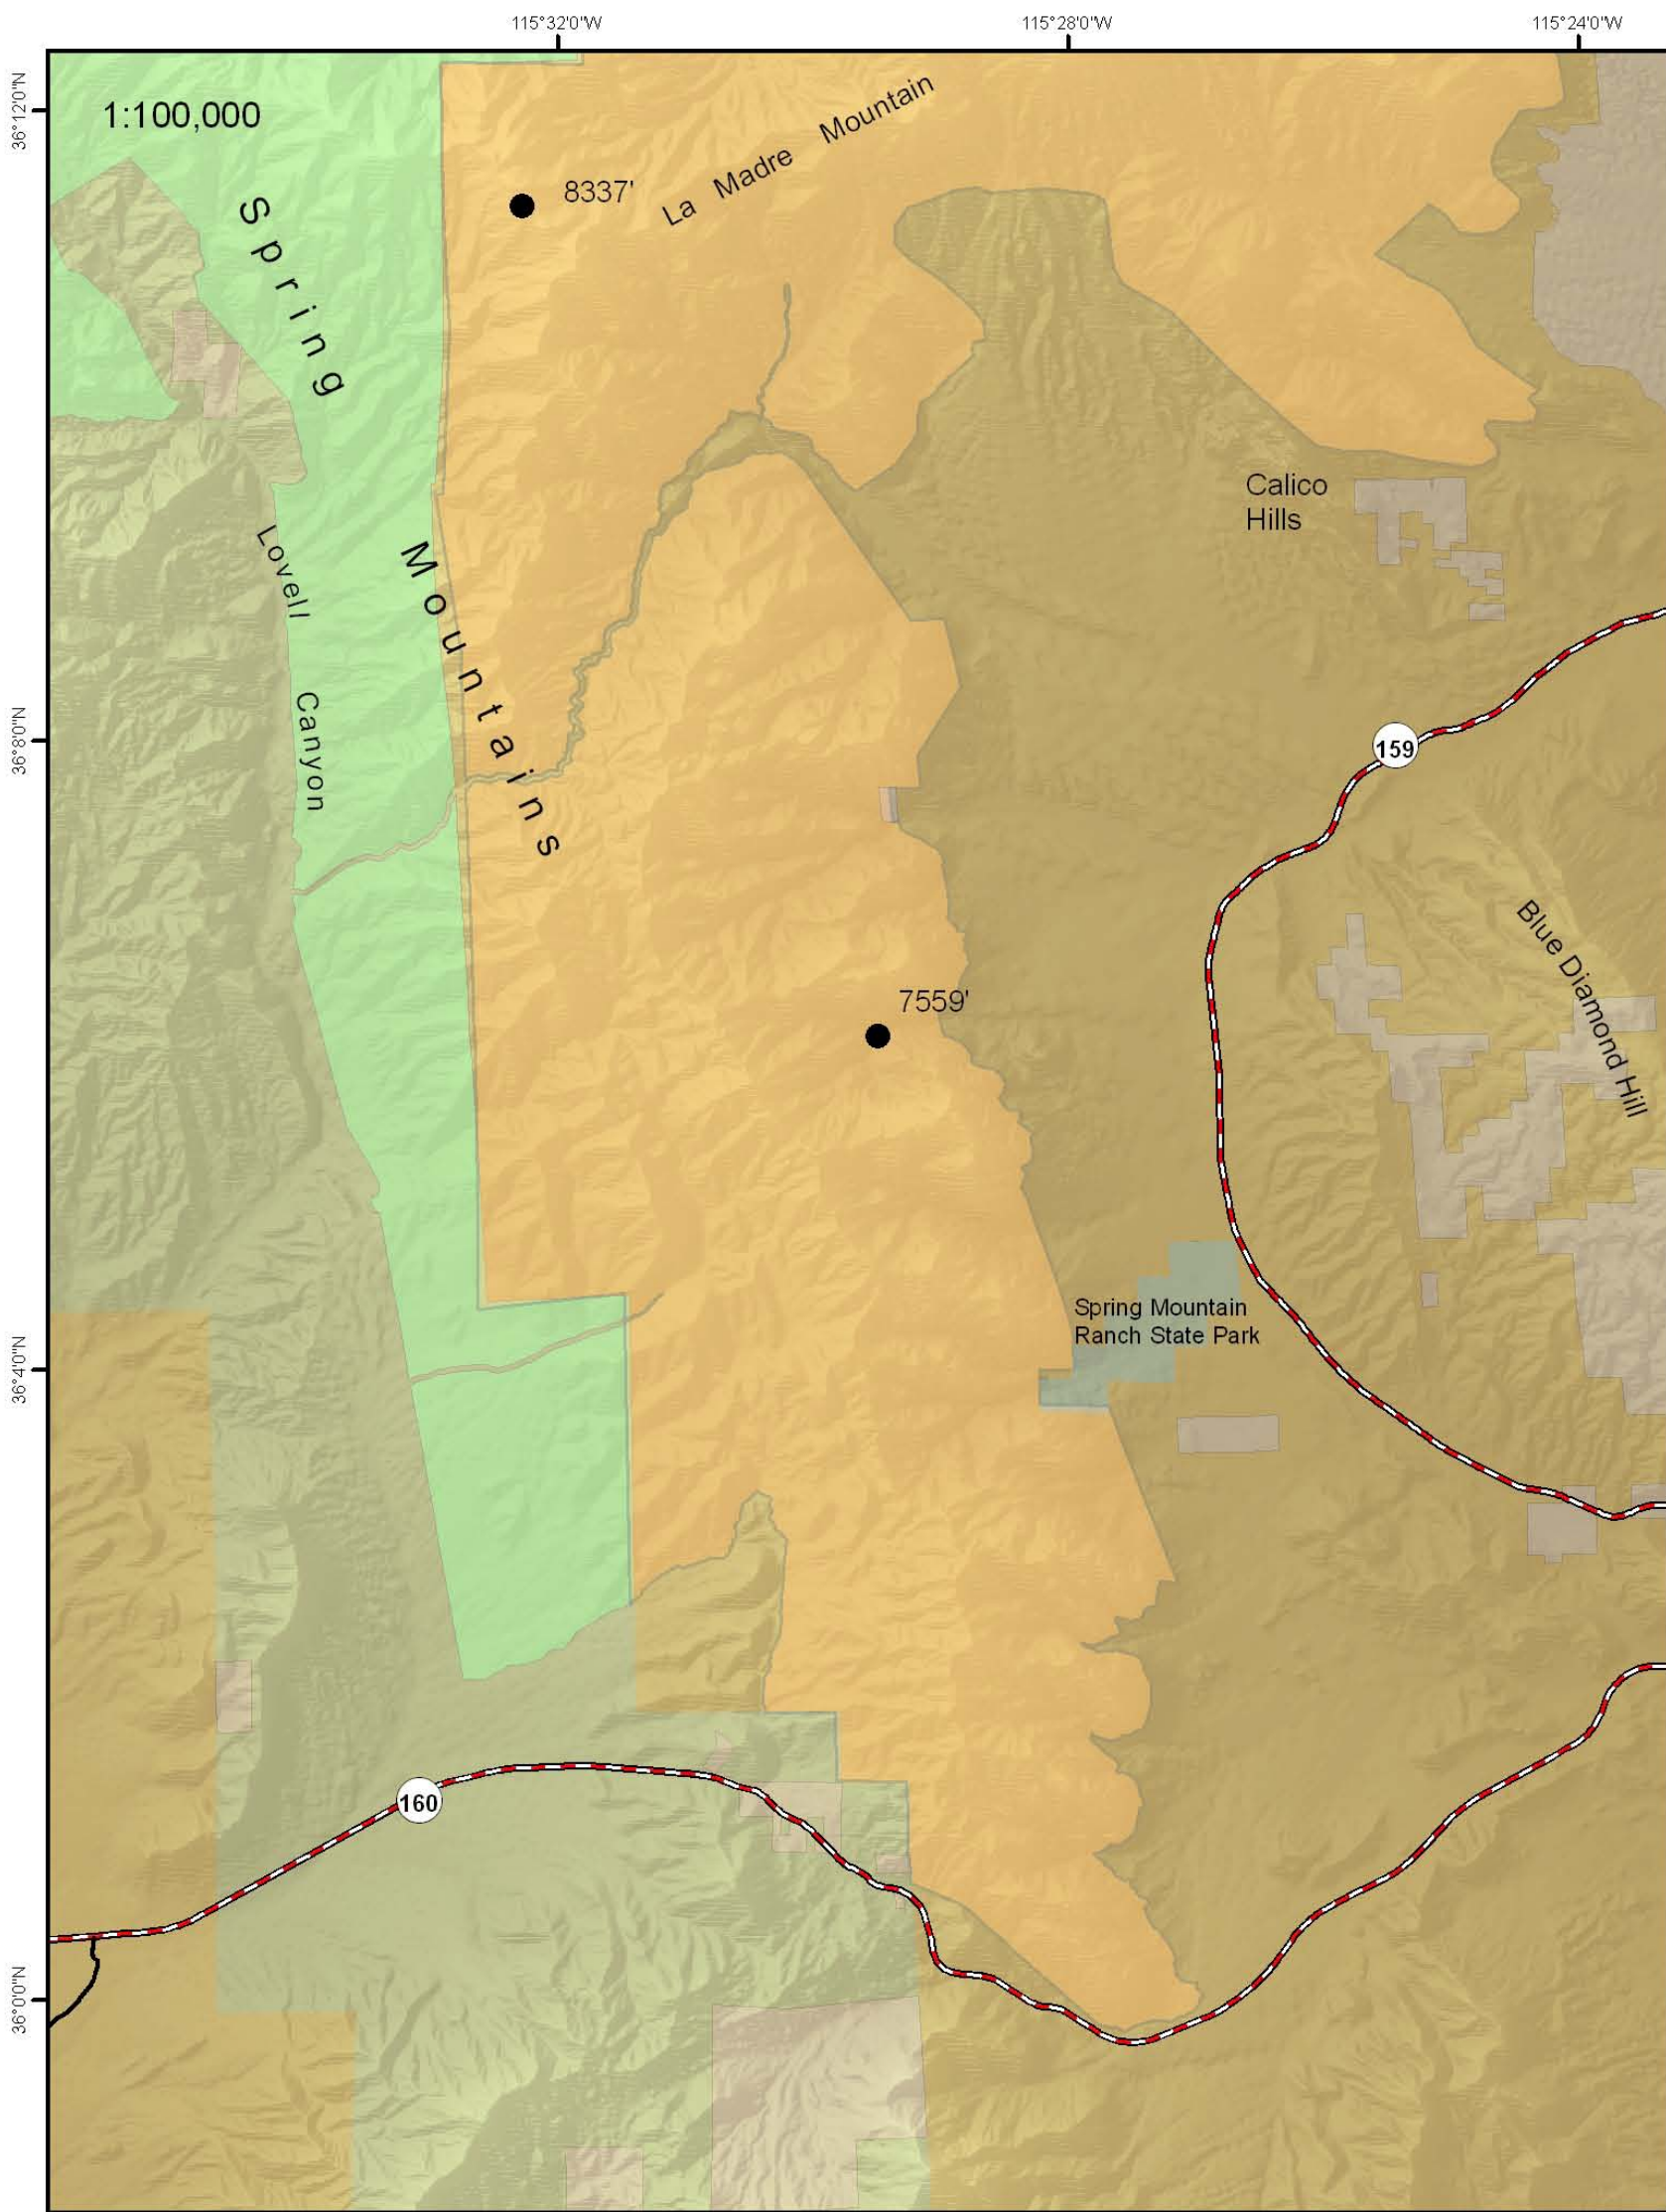 115°32'0"W
115°28'0"W
115°24'0"W
36°12'0"N
1:100,000
La Madre Mountain
8337'
Spring
Mountains
Calico
Hills
Lovell Canyon
36°8'0"N
159
Blue Diamond Hill
7559'
Spring Mountain
Ranch State Park
36°4'0"N
160
36°0'0"N